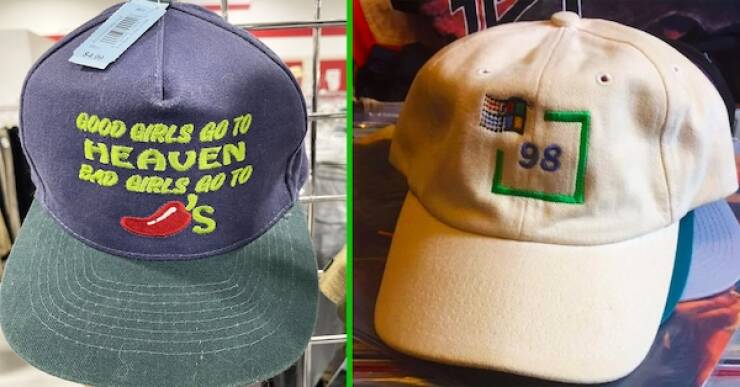 GOOD GIRLS GO TO
HEAVEN
BAD GIRLS GO TO
'S
98